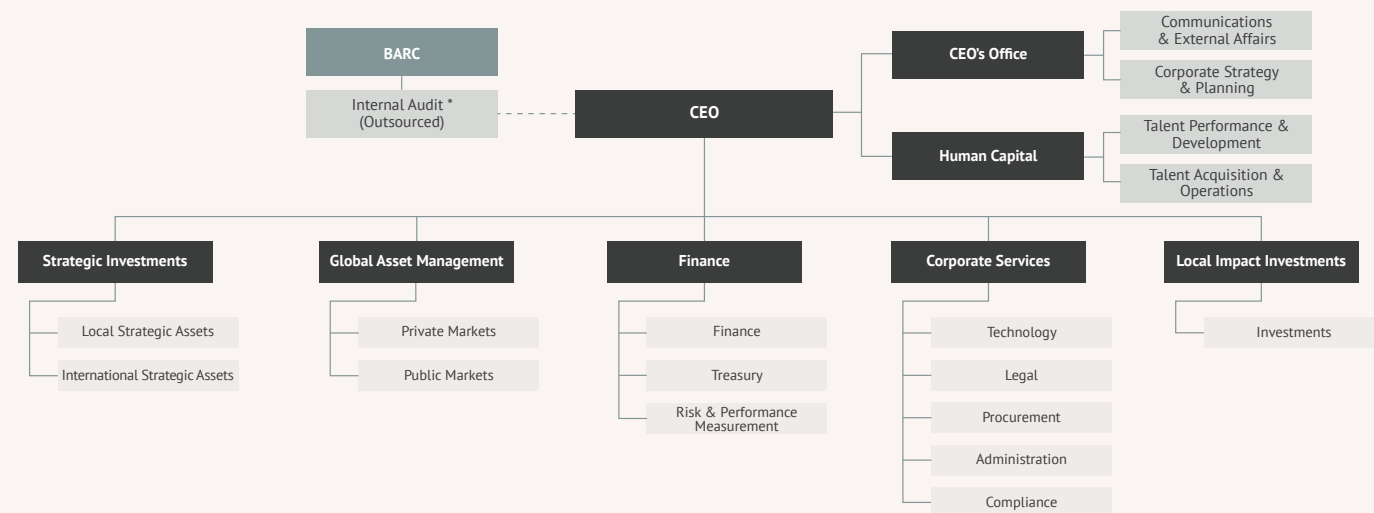 BARC
Internal Audit *
(Outsourced)
CEO
CEO's Office
Communications
& External Affairs
Corporate Strategy
& Planning
Human Capital
Talent Performance &
Development
Talent Acquisition &
Operations
Strategic Investments
Local Strategic Assets
International Strategic Assets
Global Asset Management
Private Markets
Public Markets
Finance
Finance
Treasury
Risk & Performance
Measurement
Corporate Services
Technology
Legal
Procurement
Administration
Compliance
Local Impact Investments
Investments